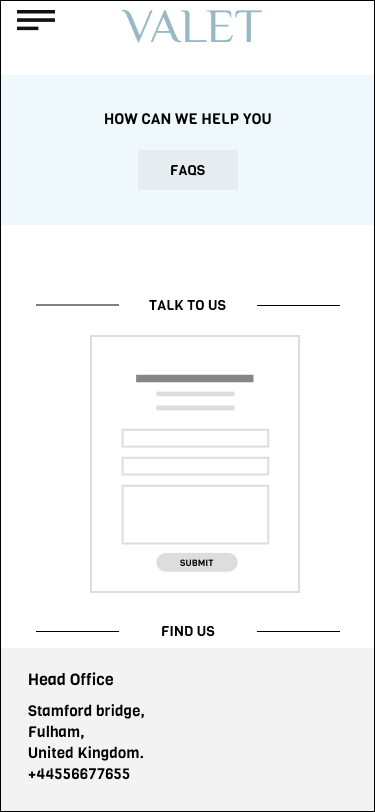 VALET
HOW CAN WE HELP YOU
FAQS
TALK TO US
SUBMIT
FIND US
Head Office
Stamford bridge,
Fulham,
United Kingdom.
+44556677655